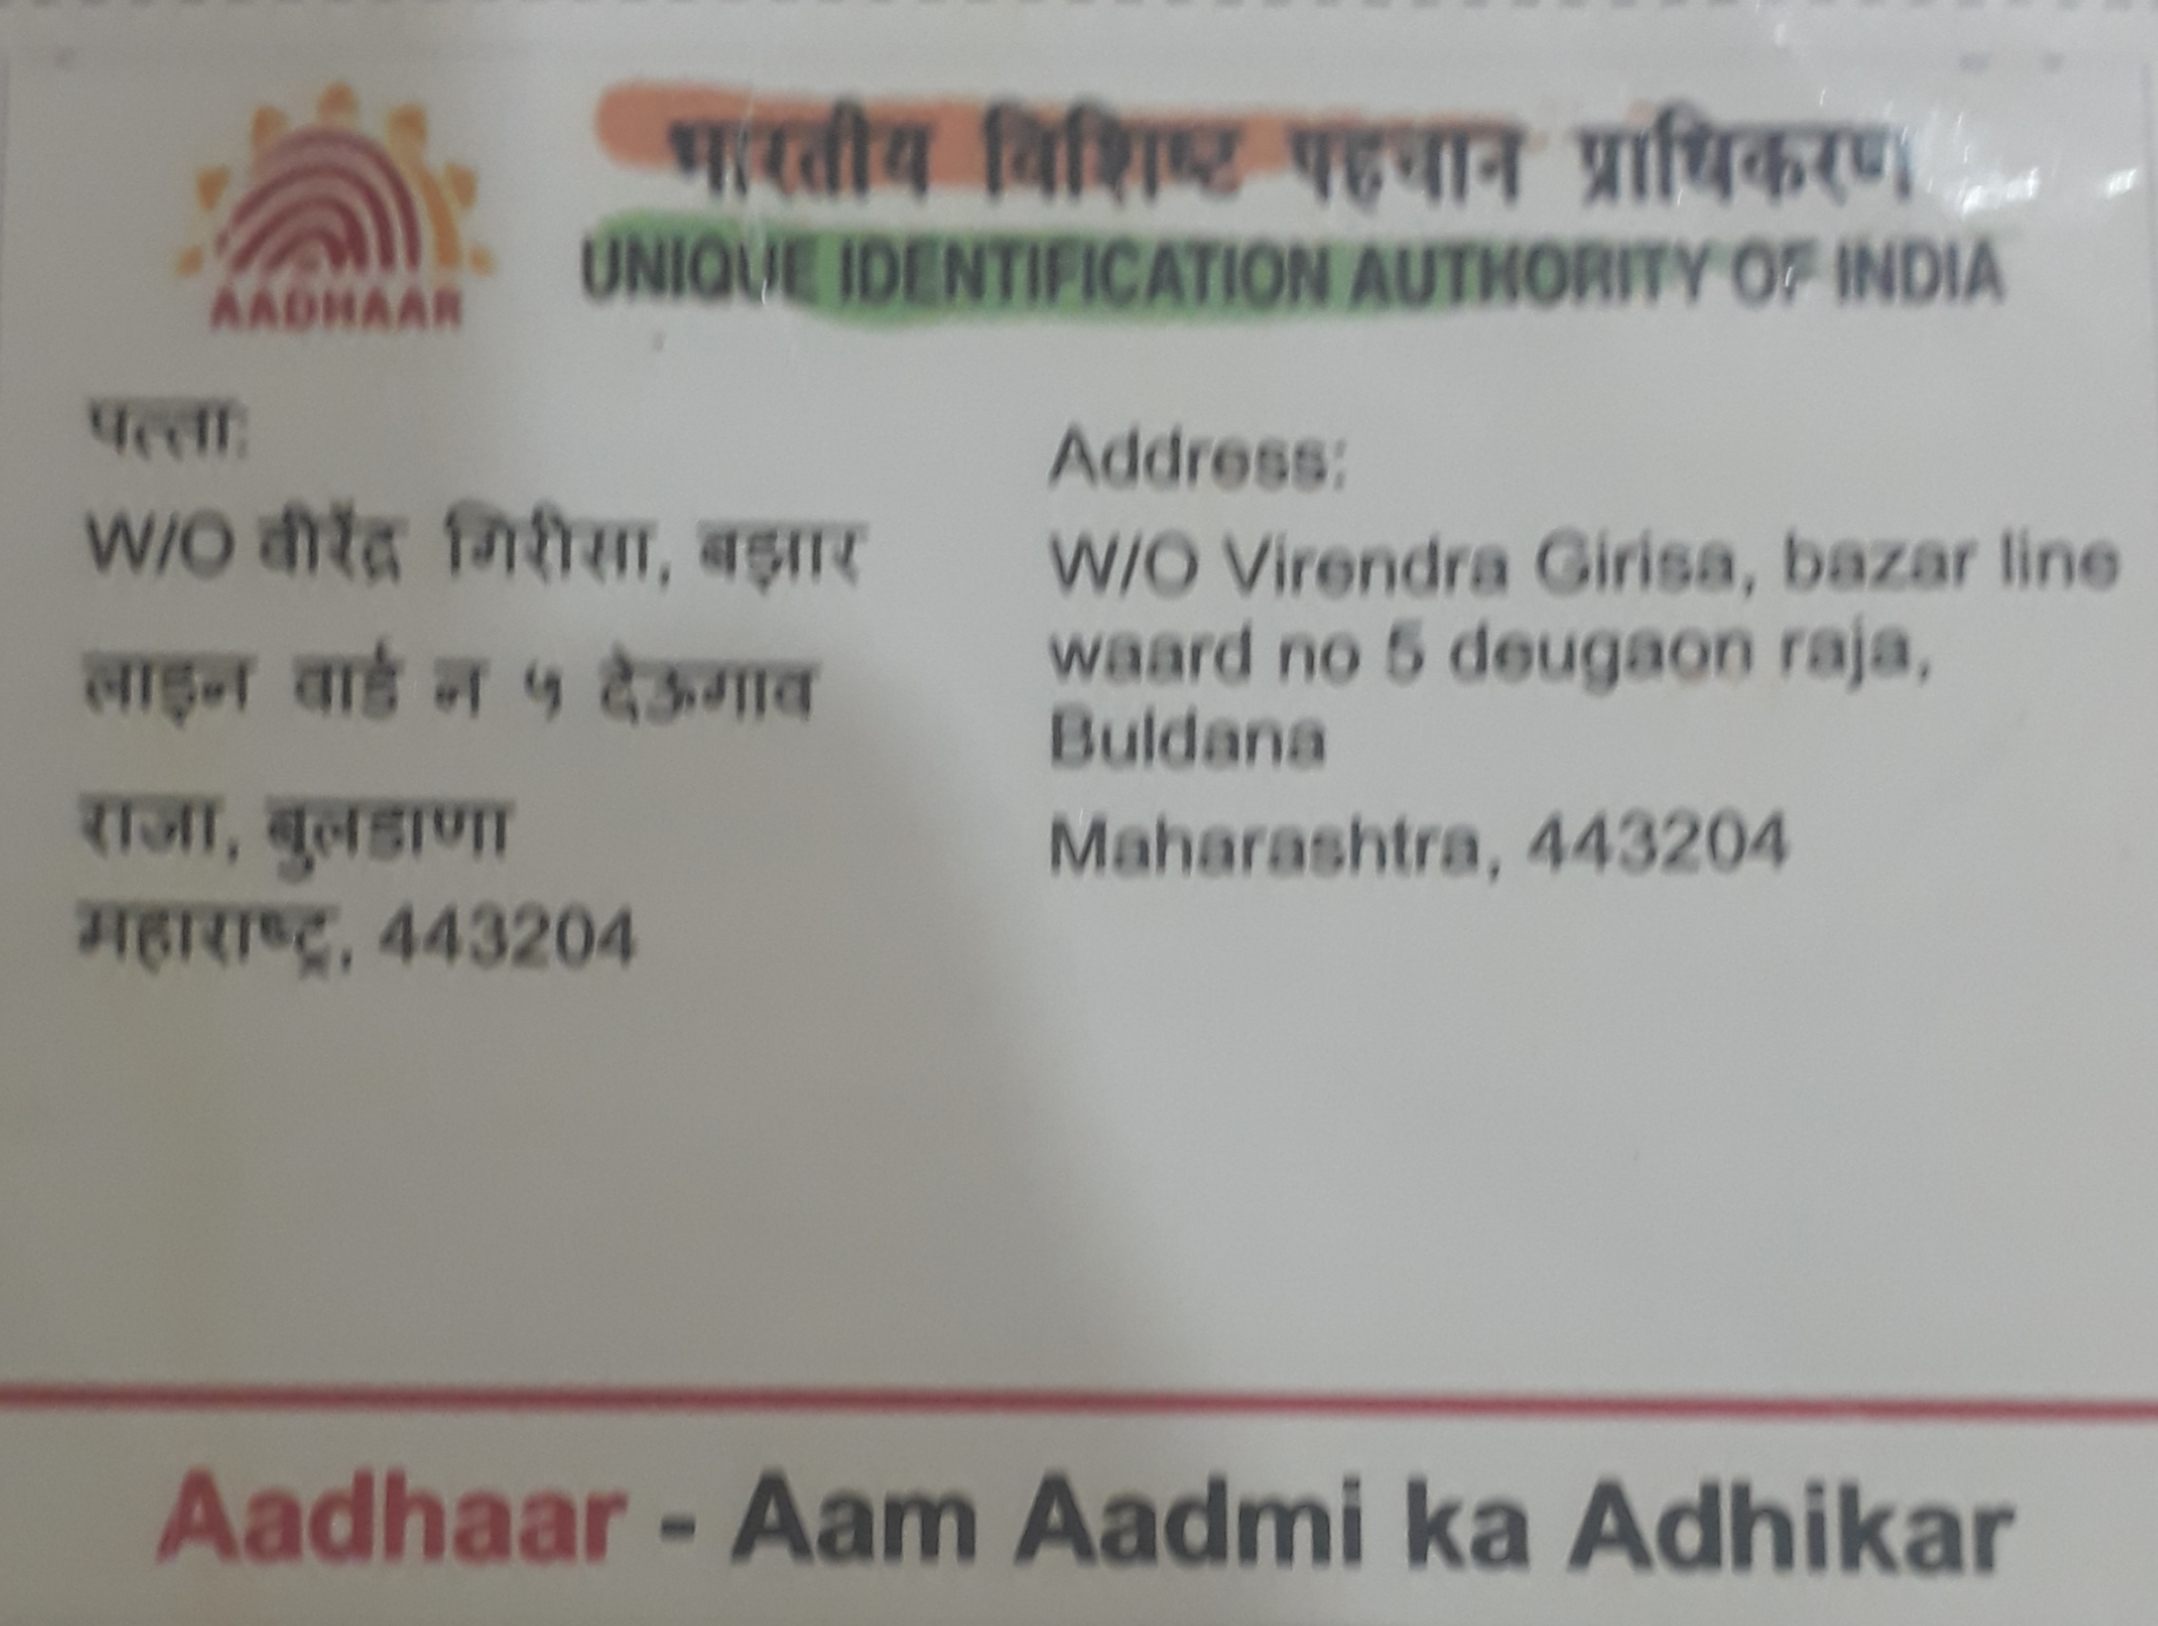 भारतीय विशिष्ट पहचान प्राधिकरण
AADHAAR
UNIQUE IDENTIFICATION AUTHORITY OF INDIA
पत्ता:
W/O वीरेंद्र गिरीसा, बझार
लाइन वार्ड न ५ देऊगाव
राजा, बुलडाणा
महाराष्ट्र, 443204
Address:
W/O Virendra Girisa, bazar line
waard no 5 deugaon raja,
Buldana
Maharashtra, 443204
Aadhaar - Aam Aadmi ka Adhikar